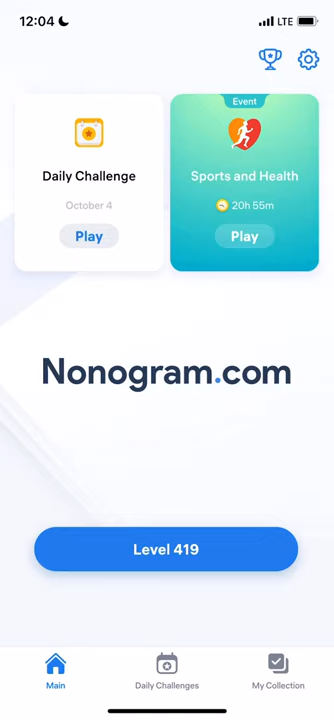 12:04
LTE
Event
Daily Challenge
Sports and Health
October 4
20h 55m
Play
Play
Nonogram.com
Level 419
Main
Daily Challenges
My Collection